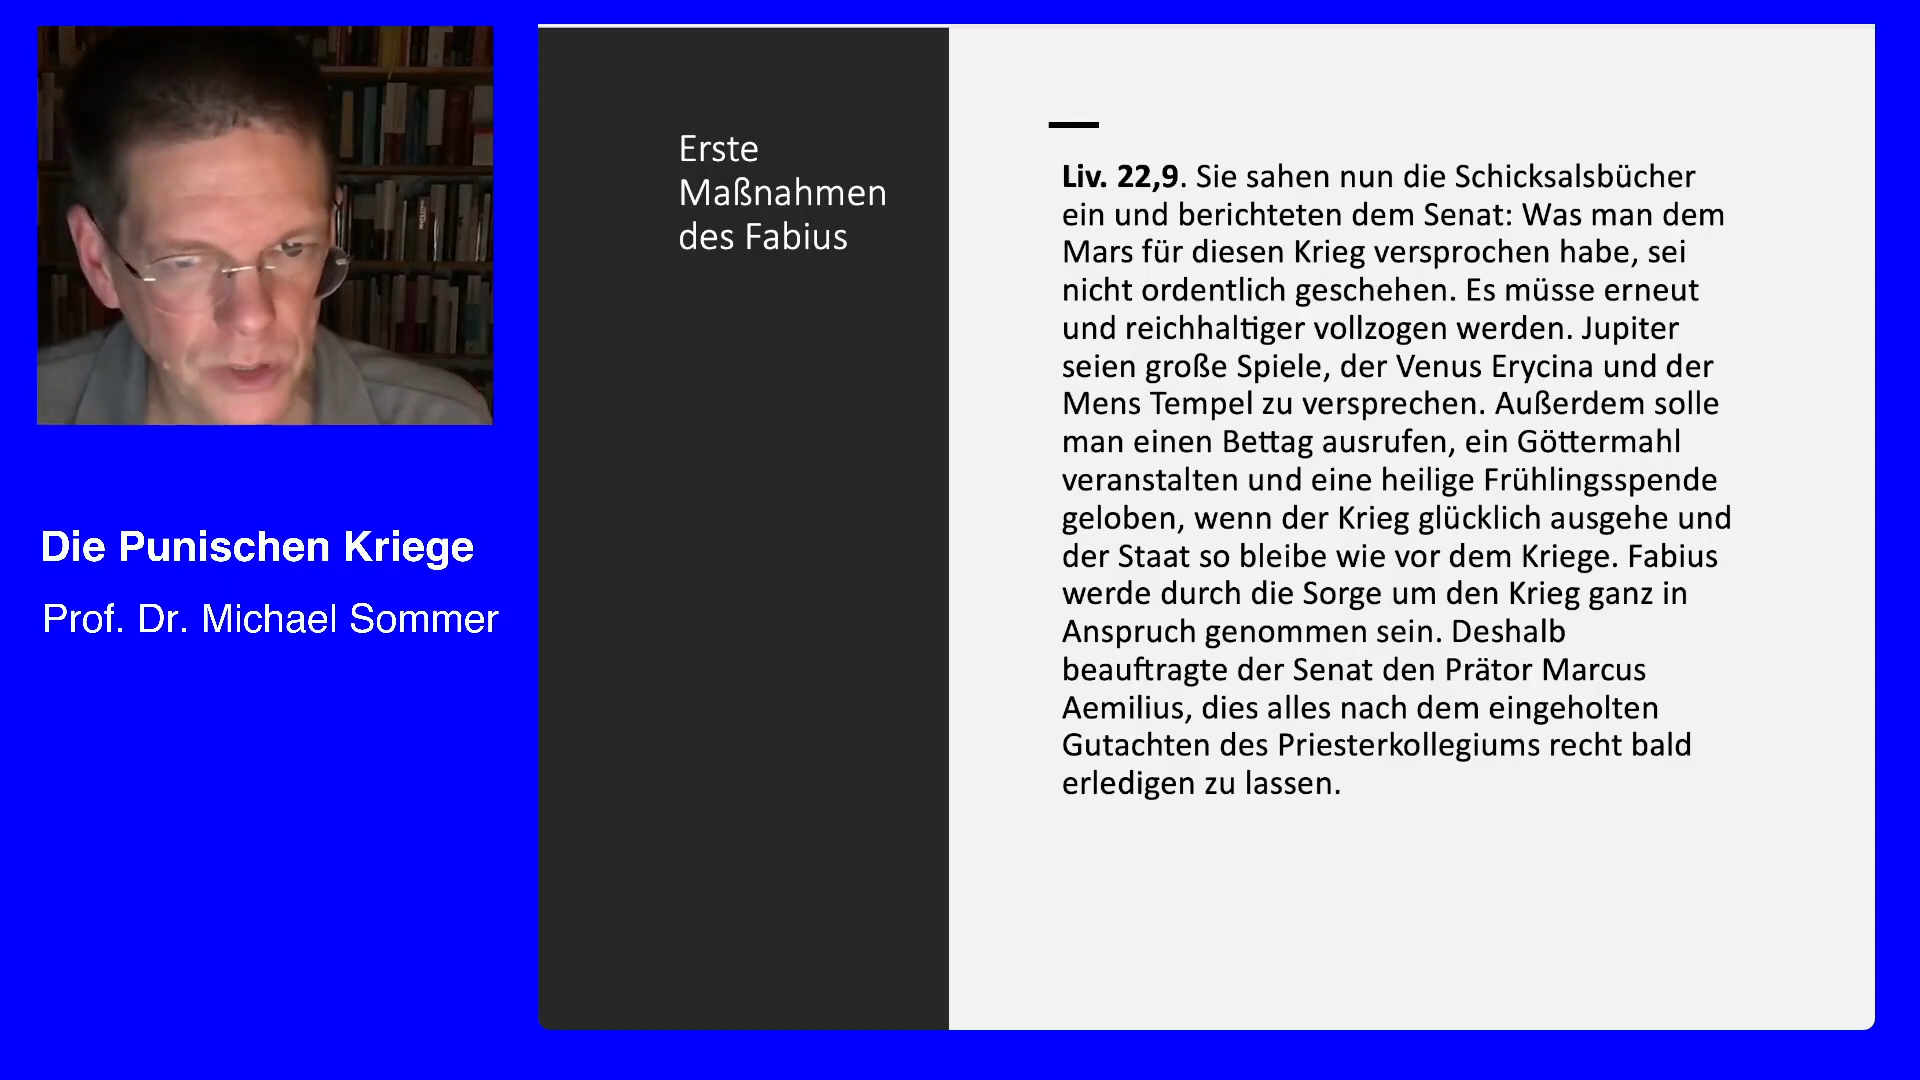 Die Punischen Kriege
Prof. Dr. Michael Sommer
Erste
Maßnahmen
des Fabius
Liv. 22,9. Sie sahen nun die Schicksalsbücher
ein und berichteten dem Senat: Was man dem
Mars für diesen Krieg versprochen habe, sei
nicht ordentlich geschehen. Es müsse erneut
und reichhaltiger vollzogen werden. Jupiter
seien große Spiele, der Venus Erycina und der
Mens Tempel zu versprechen. Außerdem solle
man einen Bettag ausrufen, ein Göttermahl
veranstalten und eine heilige Frühlingsspende
geloben, wenn der Krieg glücklich ausgehe und
der Staat so bleibe wie vor dem Kriege. Fabius
werde durch die Sorge um den Krieg ganz in
Anspruch genommen sein. Deshalb
beauftragte der Senat den Prätor Marcus
Aemilius, dies alles nach dem eingeholten
Gutachten des Priesterkollegiums recht bald
erledigen zu lassen.